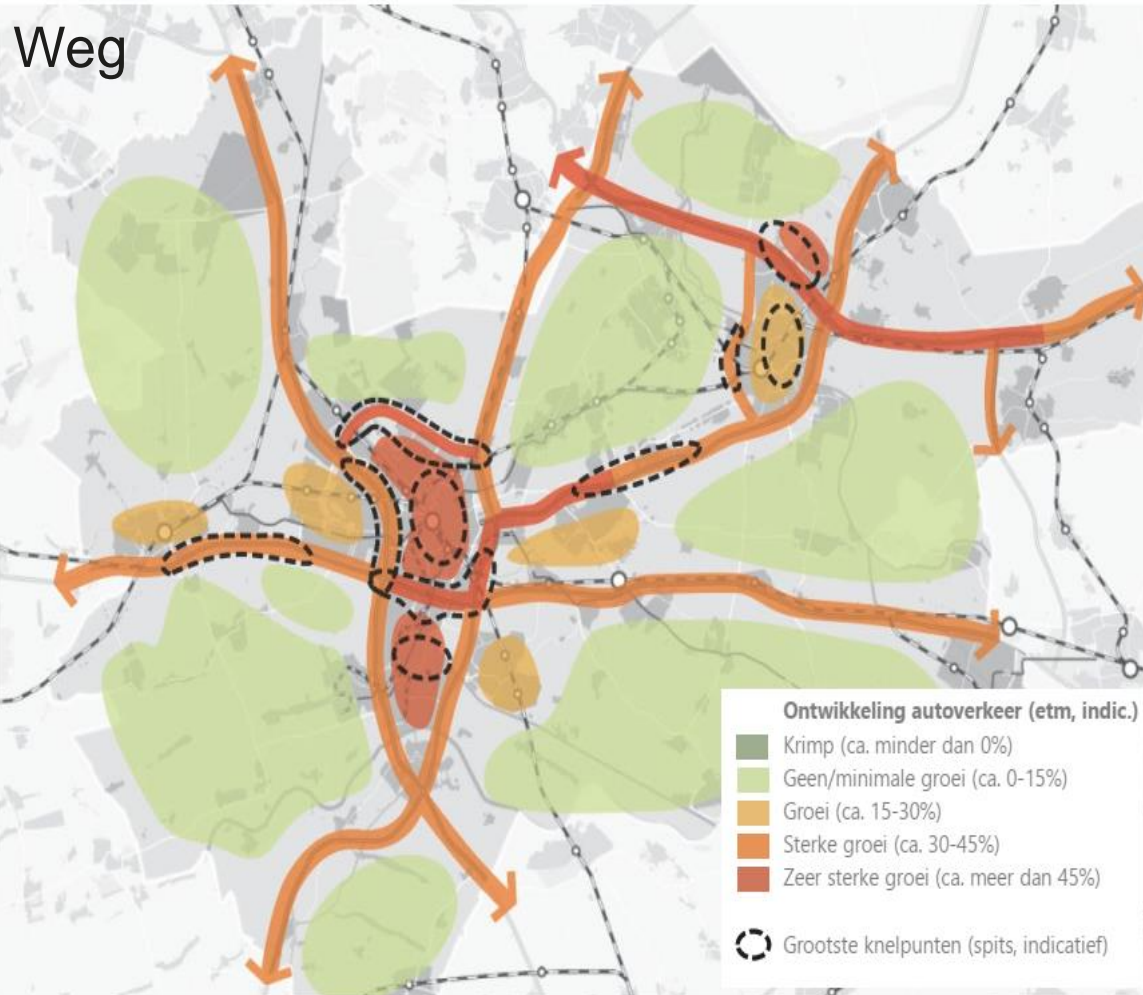 Weg
Ontwikkeling autoverkeer (etm, indic.)
Krimp (ca. minder dan 0%)
Geen/minimale groei (ca. 0-15%)
Groei (ca. 15-30%)
Sterke groei (ca. 30-45%)
Zeer sterke groei (ca. meer dan 45%)
Grootste knelpunten (spits, indicatief)